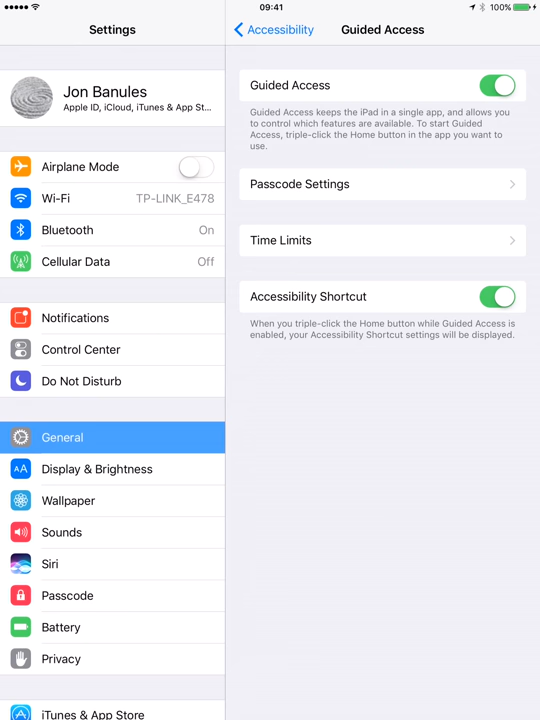 09:41
100%
Settings
Accessibility
Guided Access
Jon Banules
Apple ID, iCloud, iTunes & App St...
Airplane Mode
Wi-Fi TP-LINK_E478
Bluetooth On
Cellular Data Off
Notifications
Control Center
Do Not Disturb
General
AA Display & Brightness
Wallpaper
Sounds
Siri
Passcode
Battery
Privacy
iTunes & App Store
Guided Access
Guided Access keeps the iPad in a single app, and allows you
to control which features are available. To start Guided
Access, triple-click the Home button in the app you want to
use.
Passcode Settings
Time Limits
Accessibility Shortcut
When you triple-click the Home button while Guided Access is
enabled, your Accessibility Shortcut settings will be displayed.